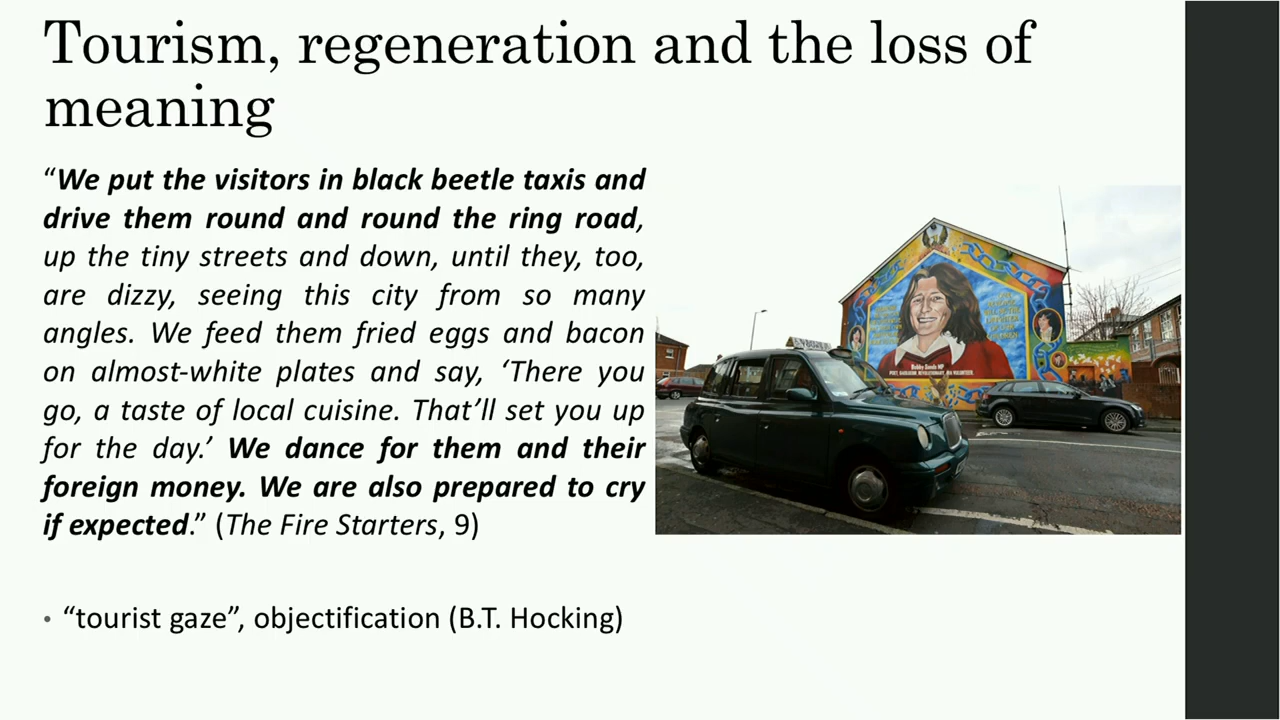 Tourism, regeneration and the loss of
meaning
“We put the visitors in black beetle taxis and
drive them round and round the ring road,
up the tiny streets and down, until they, too,
are dizzy, seeing this city from so many
angles. We feed them fried eggs and bacon
on almost-white plates and say, ‘There you
go, a taste of local cuisine. That’ll set you up
for the day.’ We dance for them and their
foreign money. We are also prepared to cry
if expected.” (The Fire Starters, 9)
• “tourist gaze”, objectification (B.T. Hocking)
Bobby Sands MP
POET, GAEILGEOIR, REVOLUTIONARY, IRA VOLUNTEER